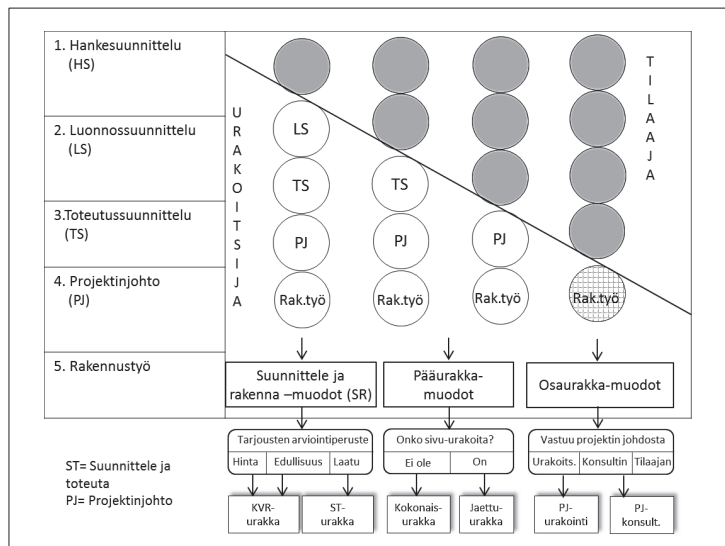 1. Hankesuunnittelu
(HS)
2. Luonnossuunnittelu
(LS)
3.Toteutussuunnittelu
(TS)
4. Projektinjohto
(PJ)
5. Rakennustyö
URAKOITSIJA
TILAAJA
LS
TS
TS
PJ
PJ
PJ
Rak.työ
Rak.työ
Rak.työ
Rak.työ
Suunnittele ja
rakenna –muodot (SR)
Pääurakka-
muodot
Osaurakka-muodot
Tarjousten arviointiperuste
Hinta
Edullisuus
Laatu
Onko sivu-urakoita?
Ei ole
On
Vastuu projektin johdosta
Urakoits.
Konsultin
Tilaajan
ST= Suunnittele ja
toteuta
PJ= Projektinjohto
KVR-
urakka
ST-
urakka
Kokonais-
urakka
Jaettu-
urakka
PJ-
urakointi
PJ-
konsult.